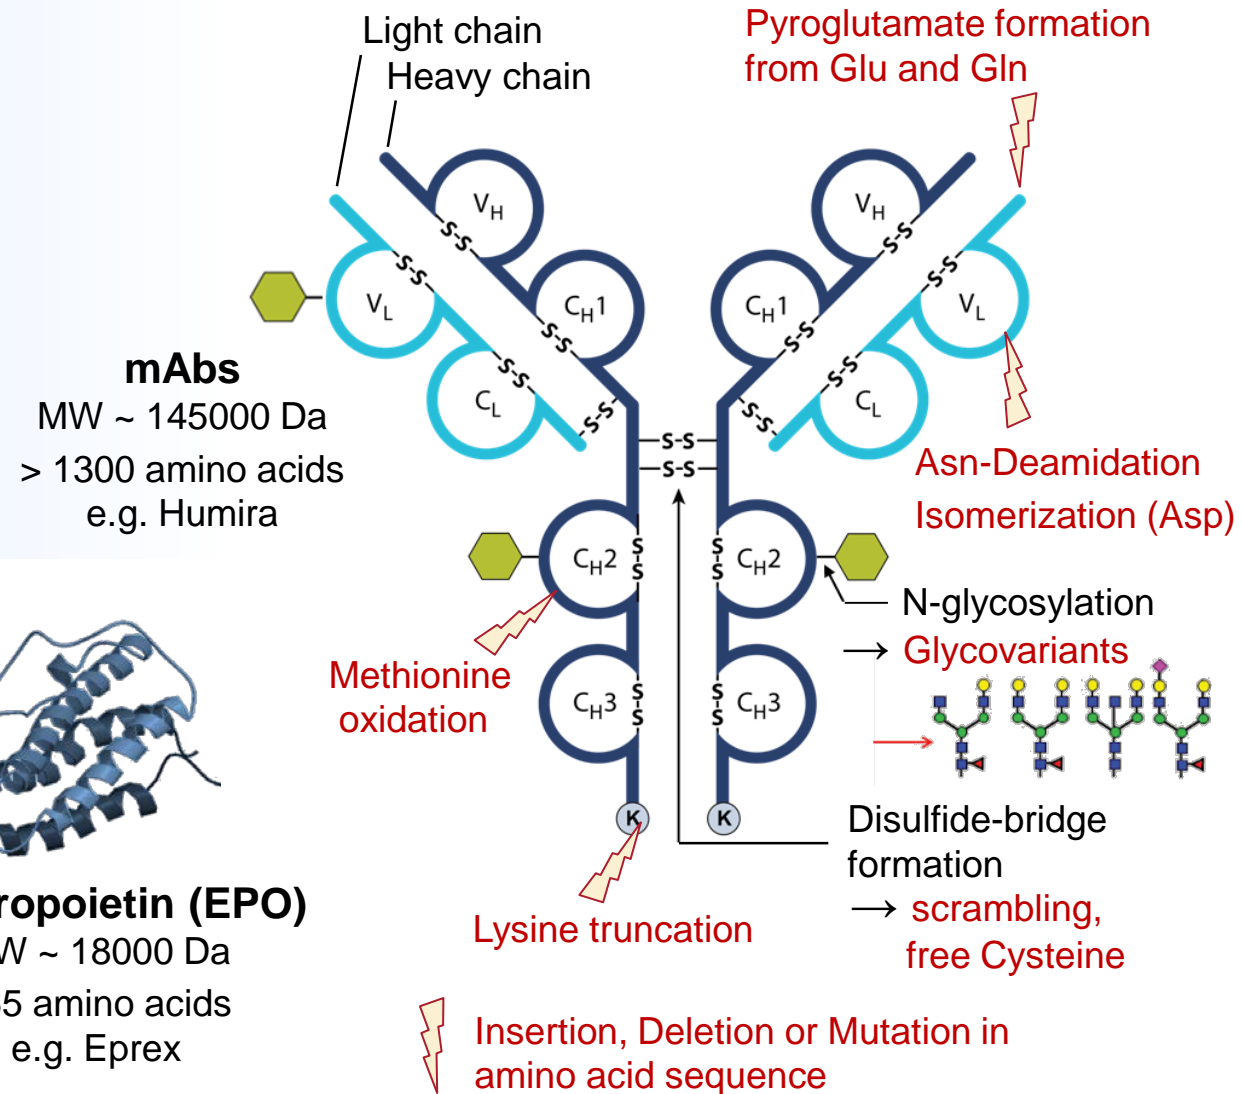 Light chain
Heavy chain
Pyroglutamate formation
from Glu and Gln
VH
VH
S-S
S-S
S-S
S-S
VL
CH1
CH1
VL
S-S
S-S
mAbs
MW ~ 145000 Da
> 1300 amino acids
e.g. Humira
S-S
S-S
CL
CL
S-S
S-S
S-S
S-S
Asn-Deamidation
Isomerization (Asp)
CH2
S-S
S-S
CH2
N-glycosylation
→ Glycovariants
Methionine
oxidation
CH3
S-S
S-S
CH3
K
K
Disulfide-bridge
formation
→ scrambling,
free Cysteine
Lysine truncation
ropoietin (EPO)
W ~ 18000 Da
5 amino acids
e.g. Eprex
Insertion, Deletion or Mutation in
amino acid sequence